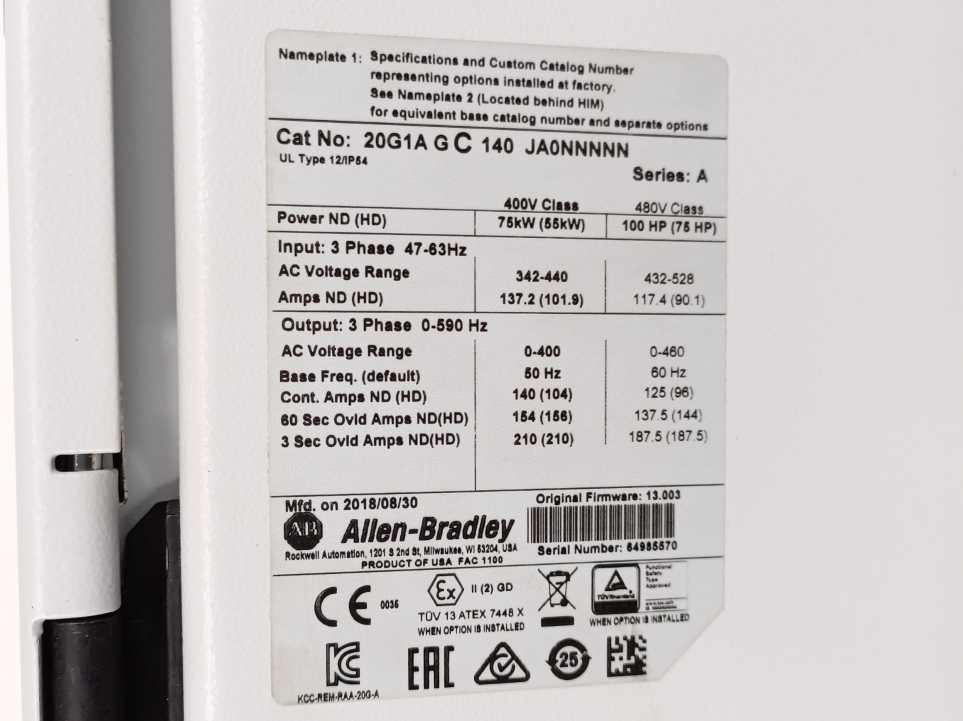 Nameplate 1: Specifications and Custom Catalog Number
representing options installed at factory.
See Nameplate 2 (Located behind HIM)
for equivalent base catalog number and separate options
Cat No: 20G1A G C 140 JA0NNNNN
UL Type 12/IP54
Series: A
400V Class 480V Class
Power ND (HD) 75kW (55kW) 100 HP (75 HP)
Input: 3 Phase 47-63Hz
AC Voltage Range 342-440 432-528
Amps ND (HD) 137.2 (101.9) 117.4 (90.1)
Output: 3 Phase 0-590 Hz
AC Voltage Range 0-400 0-460
Base Freq. (default) 50 Hz 60 Hz
Cont. Amps ND (HD) 140 (104) 125 (96)
60 Sec Ovld Amps ND(HD) 154 (156) 137.5 (144)
3 Sec Ovld Amps ND(HD) 210 (210) 187.5 (187.5)
Mfd. on 2018/08/30 Original Firmware: 13.003
AB Allen-Bradley
Rockwell Automation, 1201 S 2nd St, Milwaukee, WI 53204, USA
PRODUCT OF USA FAC 1100
Serial Number: 64985570
CE 0035
Ex II (2) GD
TÜV 13 ATEX 7448 X
WHEN OPTION IS INSTALLED
TÜVRheinland
Functional
Safety
Type
Approved
WHEN OPTION IS INSTALLED
KC
KCC-REM-RAA-20G-A
EAC
25